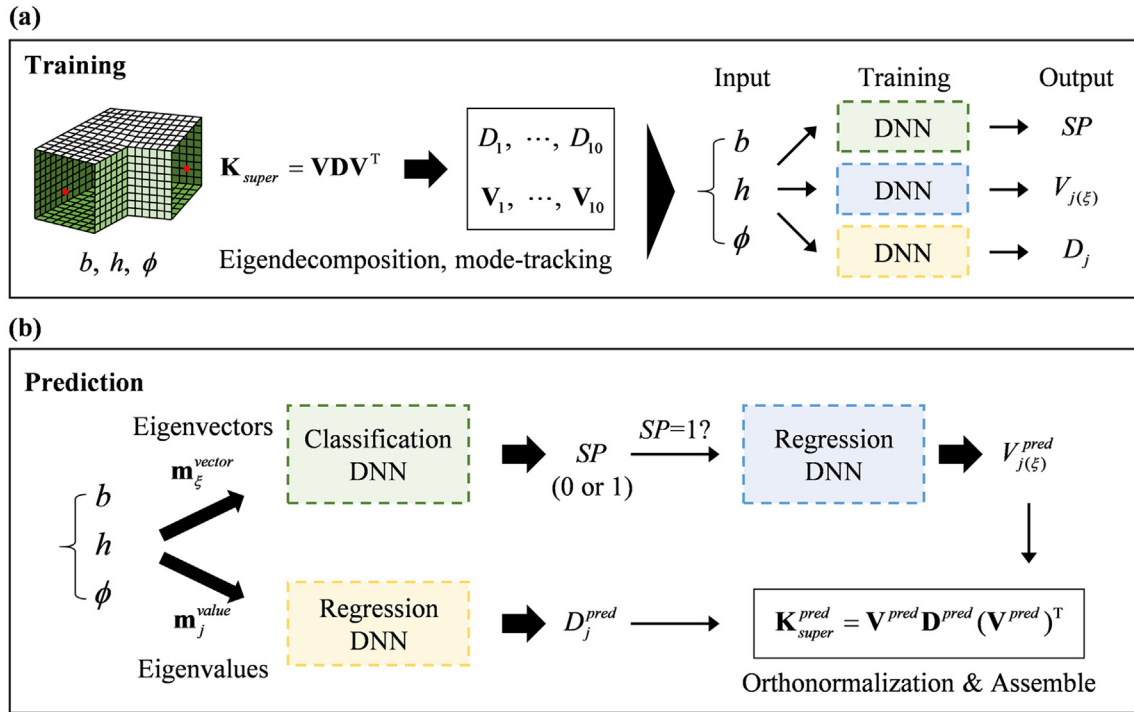 (a)
Training
b, h, ϕ
K_super = VDV^T
Eigendecomposition, mode-tracking
D_1, ⋯, D_10
V_1, ⋯, V_10
Input
Training
Output
b
h
ϕ
DNN
SP
DNN
V_j(ξ)
DNN
D_j
(b)
Prediction
Eigenvectors
m_ξ^vector
b
h
ϕ
m_j^value
Eigenvalues
Classification
DNN
SP
(0 or 1)
SP=1?
Regression
DNN
V_j(ξ)^pred
Regression
DNN
D_j^pred
K_super^pred = V^pred D^pred (V^pred)^T
Orthonormalization & Assemble